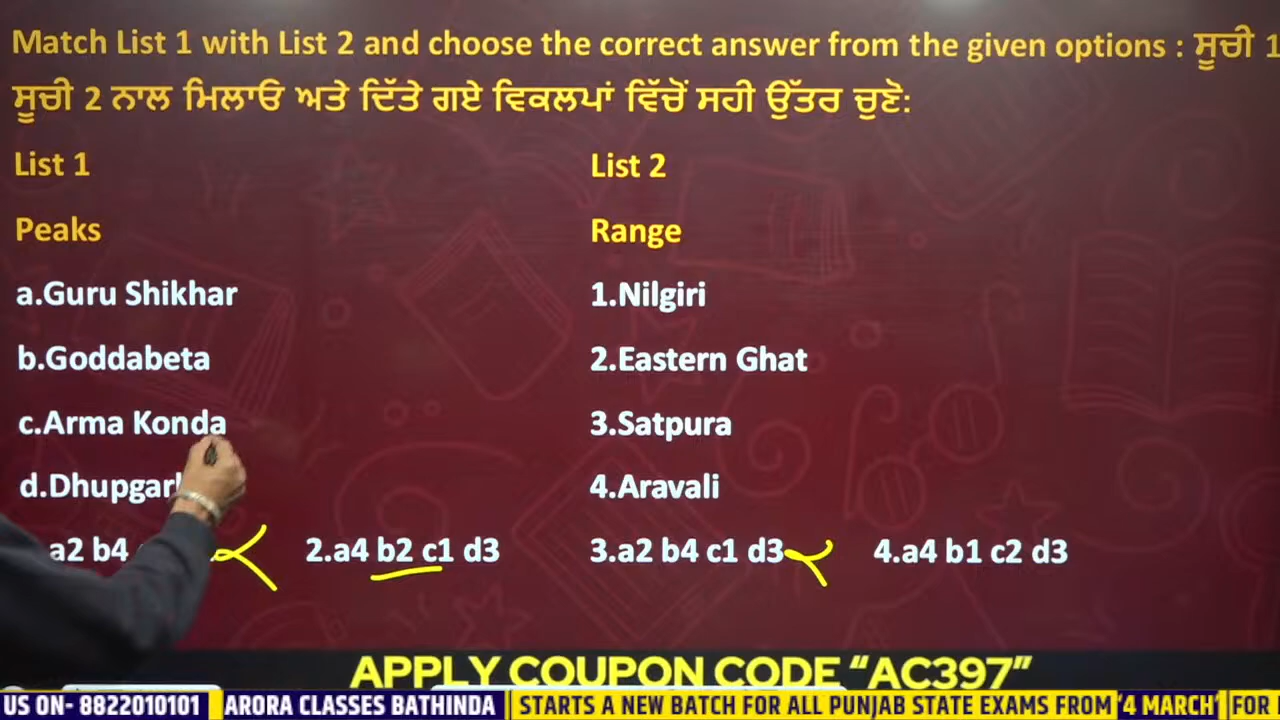 Match List 1 with List 2 and choose the correct answer from the given options : ਸੂਚੀ 1
ਸੂਚੀ 2 ਨਾਲ ਮਿਲਾਓ ਅਤੇ ਦਿੱਤੇ ਗਏ ਵਿਕਲਪਾਂ ਵਿੱਚੋਂ ਸਹੀ ਉੱਤਰ ਚੁਣੋ:
List 1 List 2
Peaks Range
a.Guru Shikhar 1.Nilgiri
b.Goddabeta 2.Eastern Ghat
c.Arma Konda 3.Satpura
4.Aravali
a2 b4 2.a4 b2 c1 d3 3.a2 b4 c1 d3 4.a4 b1 c2 d3
APPLY COUPON CODE “AC397”
US ON- 8822010101 ARORA CLASSES BATHINDA STARTS A NEW BATCH FOR ALL PUNJAB STATE EXAMS FROM ‘4 MARCH’ FOR